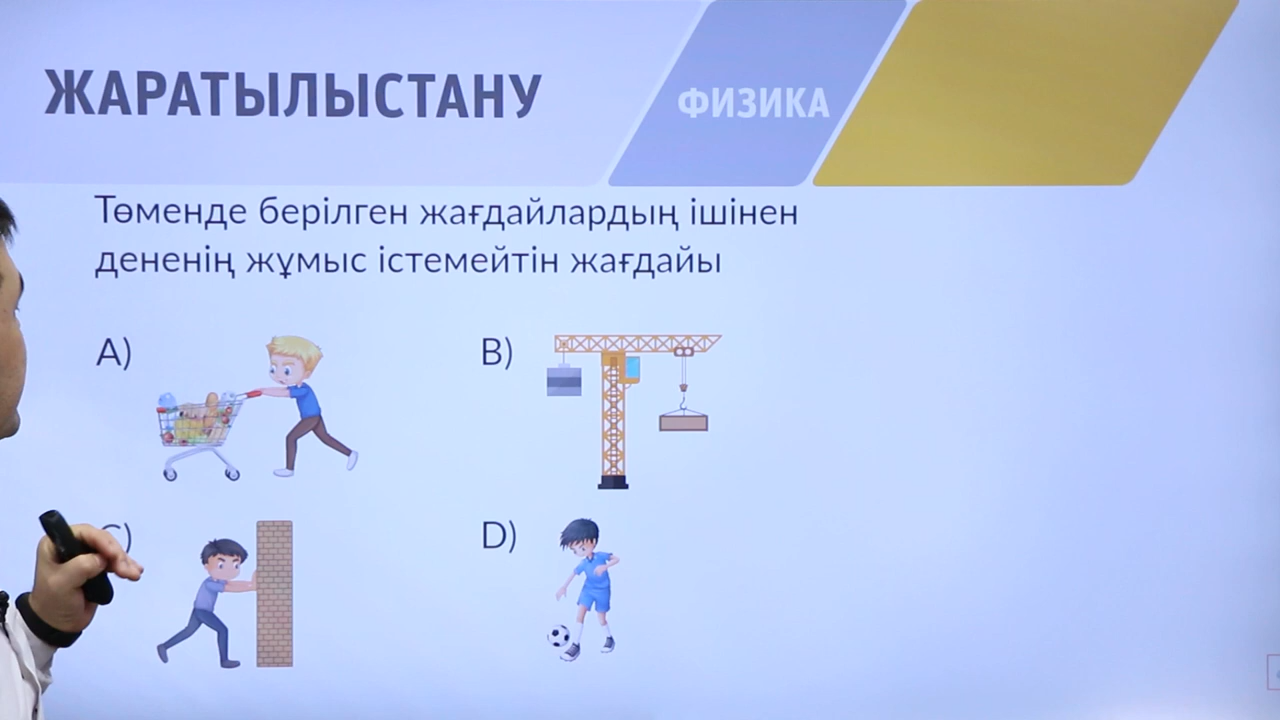 ЖАРАТЫЛЫСТАНУ
ФИЗИКА
Төменде берілген жағдайлардың ішінен
дененің жұмыс істемейтін жағдайы
A)
B)
C)
D)